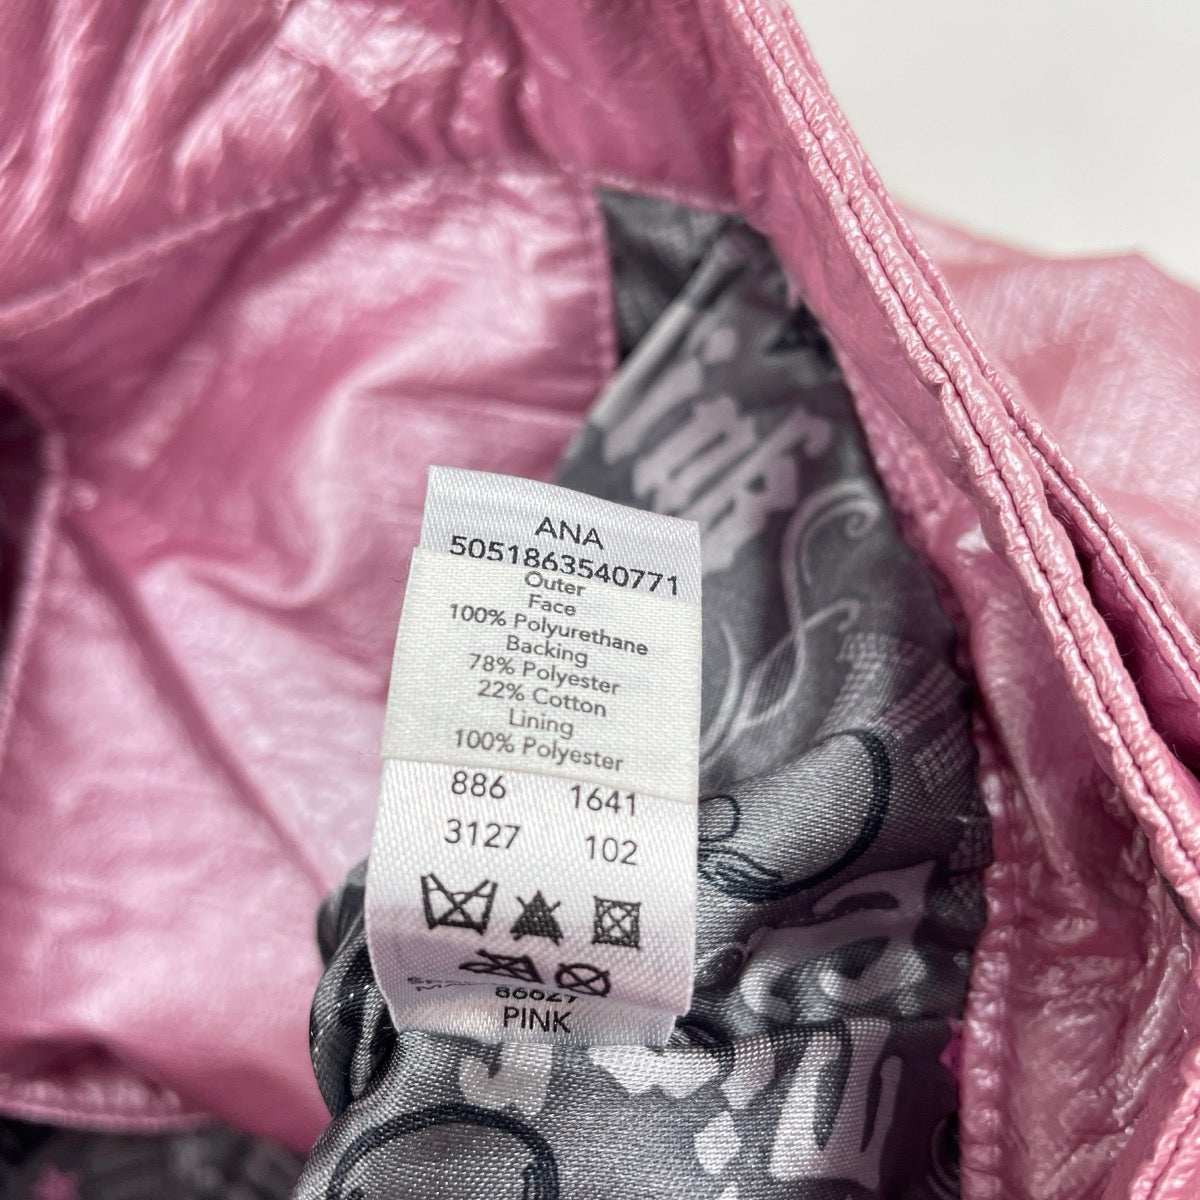 ANA
5051863540771
Outer
Face
100% Polyurethane
Backing
78% Polyester
22% Cotton
Lining
100% Polyester
886 1641
3127 102
86627
PINK